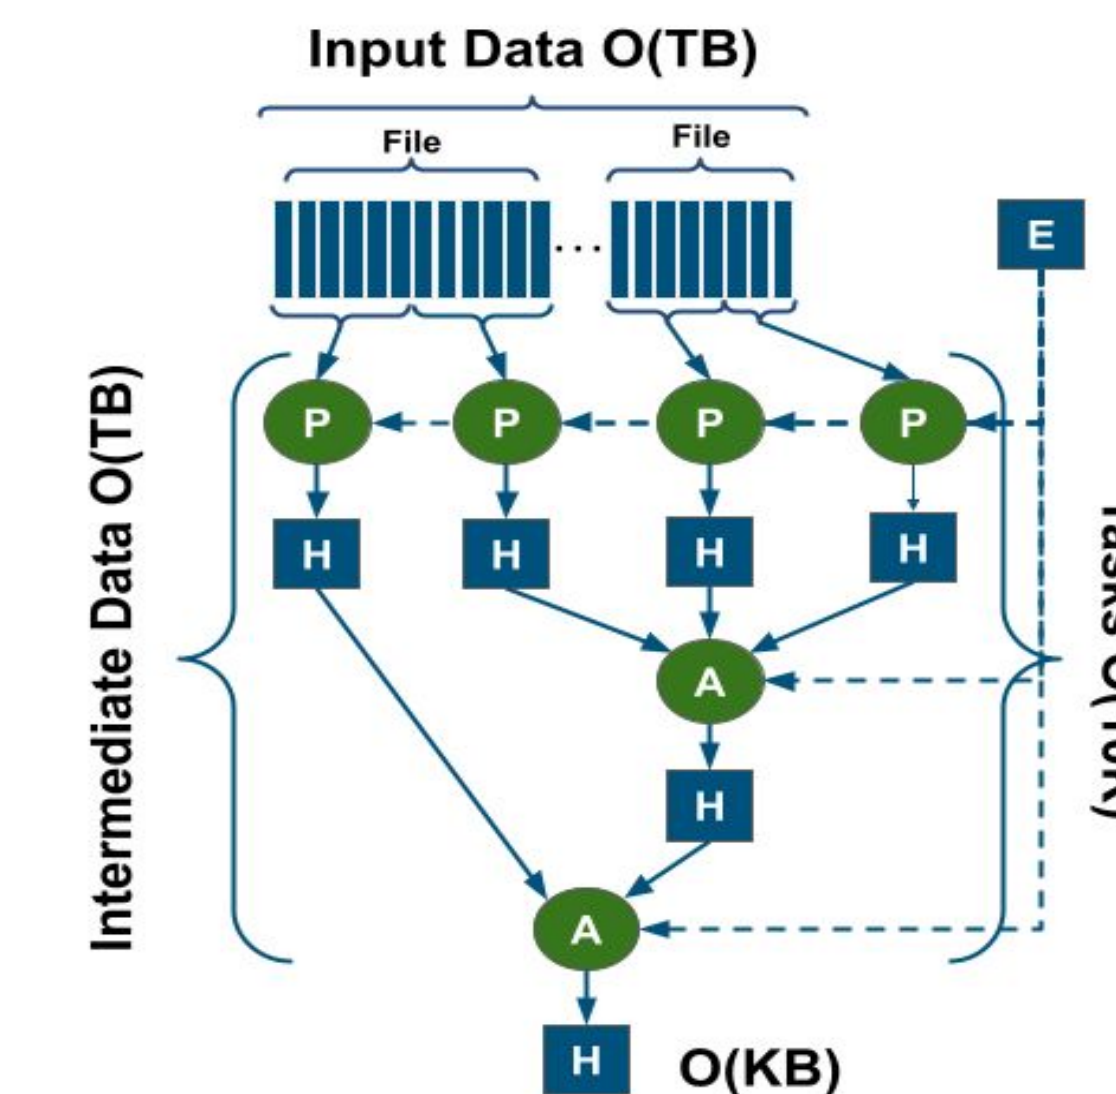 Input Data O(TB)
File
File
...
E
P
P
P
P
H
H
H
H
A
H
A
H
O(KB)
Intermediate Data O(TB)